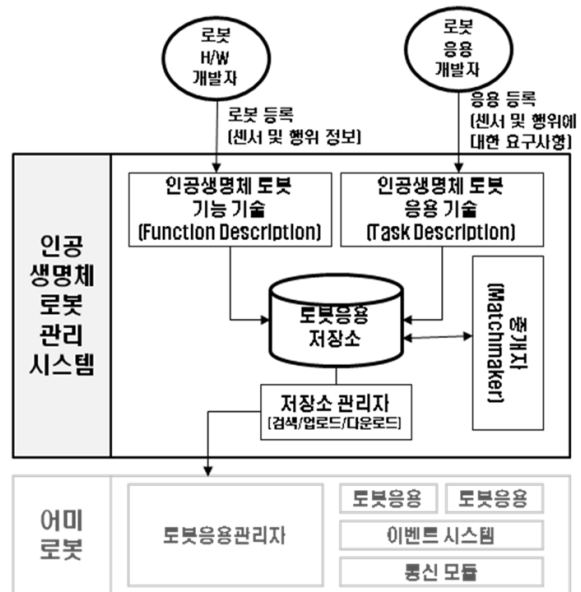 로봇
H/W
개발자
로봇
응용
개발자
로봇 등록
(센서 및 행위 정보)
응용 등록
(센서 및 행위에
대한 요구사항)
인공
생명체
로봇
관리
시스템
인공생명체 로봇
기능 기술
(Function Description)
인공생명체 로봇
응용 기술
(Task Description)
로봇응용
저장소
중개자
(Matchmaker)
저장소 관리자
(검색/업로드/다운로드)
어미
로봇
로봇응용관리자
로봇응용
로봇응용
이벤트 시스템
통신 모듈